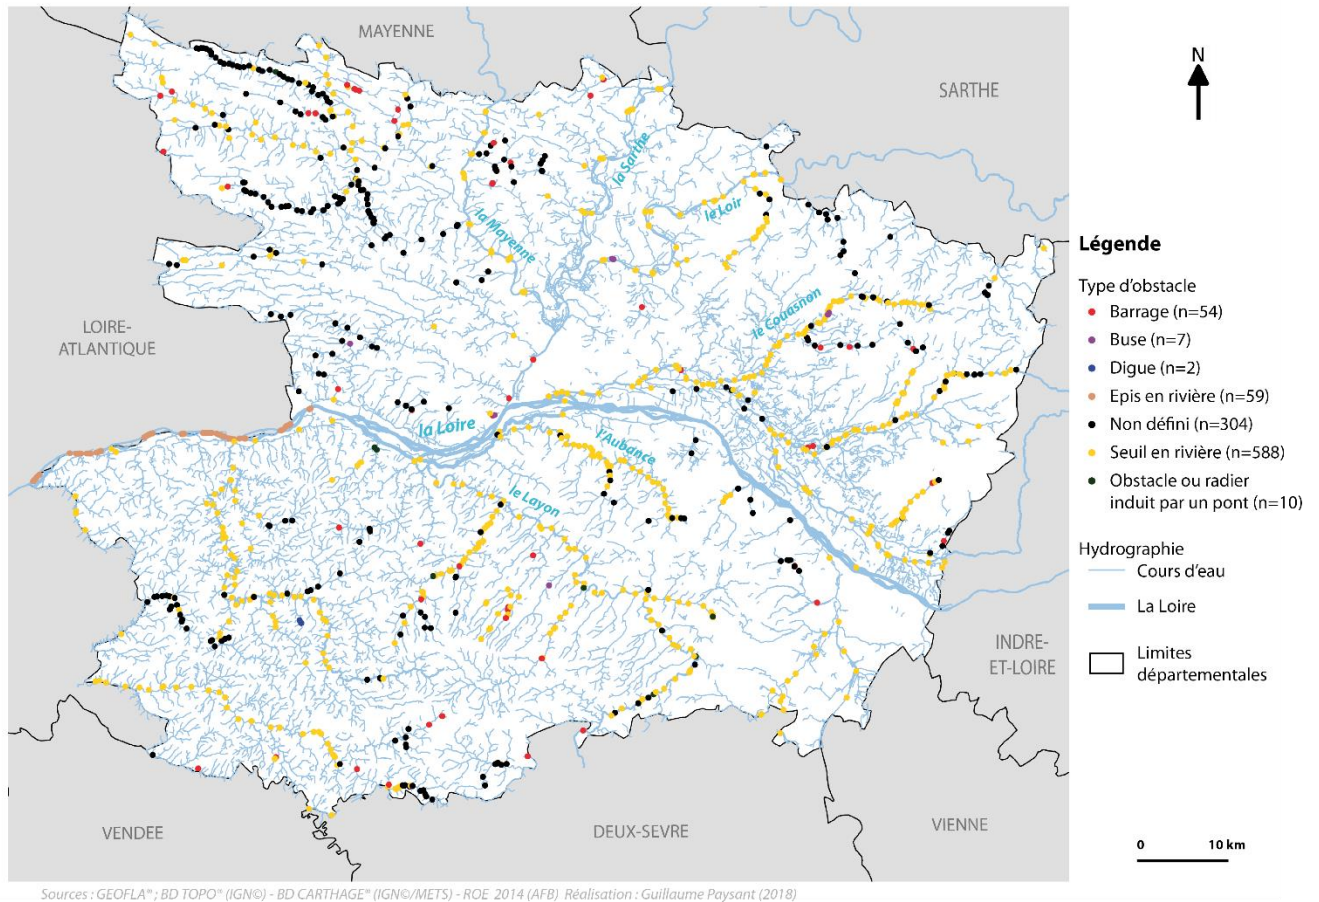 MAYENNE
SARTHE
LOIRE-
ATLANTIQUE
INDRE-
ET-LOIRE
VENDEE
DEUX-SEVRE
VIENNE
la Sarthe
le Loir
la Mayenne
le Couasnon
la Loire
l'Aubance
le Layon
N
Légende
Type d'obstacle
Barrage (n=54)
Buse (n=7)
Digue (n=2)
Epis en rivière (n=59)
Non défini (n=304)
Seuil en rivière (n=588)
Obstacle ou radier
induit par un pont (n=10)
Hydrographie
Cours d'eau
La Loire
Limites
départementales
0 10 km
Sources : GEOFLA® ; BD TOPO® (IGN©) - BD CARTHAGE® (IGN©/METS) - ROE 2014 (AFB) Réalisation : Guillaume Paysant (2018)